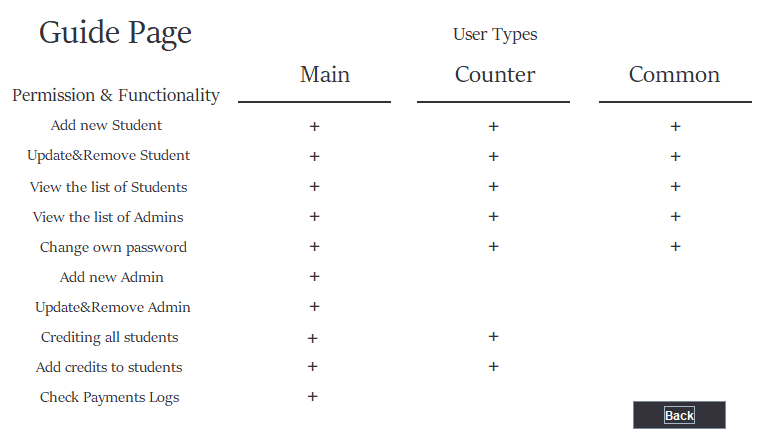 Guide Page
User Types
Main Counter Common
Permission & Functionality
Add new Student + + +
Update&Remove Student + + +
View the list of Students + + +
View the list of Admins + + +
Change own password + + +
Add new Admin +
Update&Remove Admin +
Crediting all students + +
Add credits to students + +
Check Payments Logs +
Back